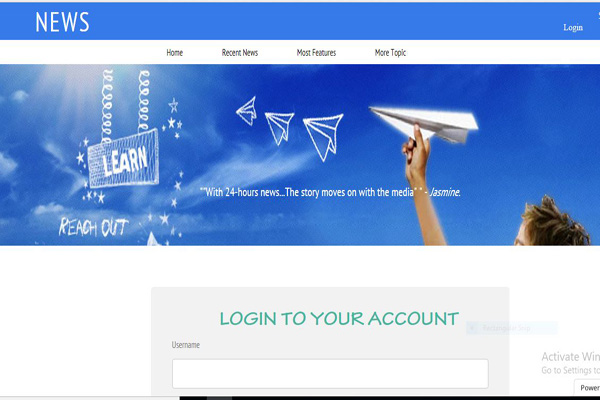 NEWS
Login
Home Recent News Most Features More Topic
LEARN
""With 24-hours news...The story moves on with the media" " - Jasmine.
REACH OUT
LOGIN TO YOUR ACCOUNT
Username
Activate Win
Go to Settings to
Power